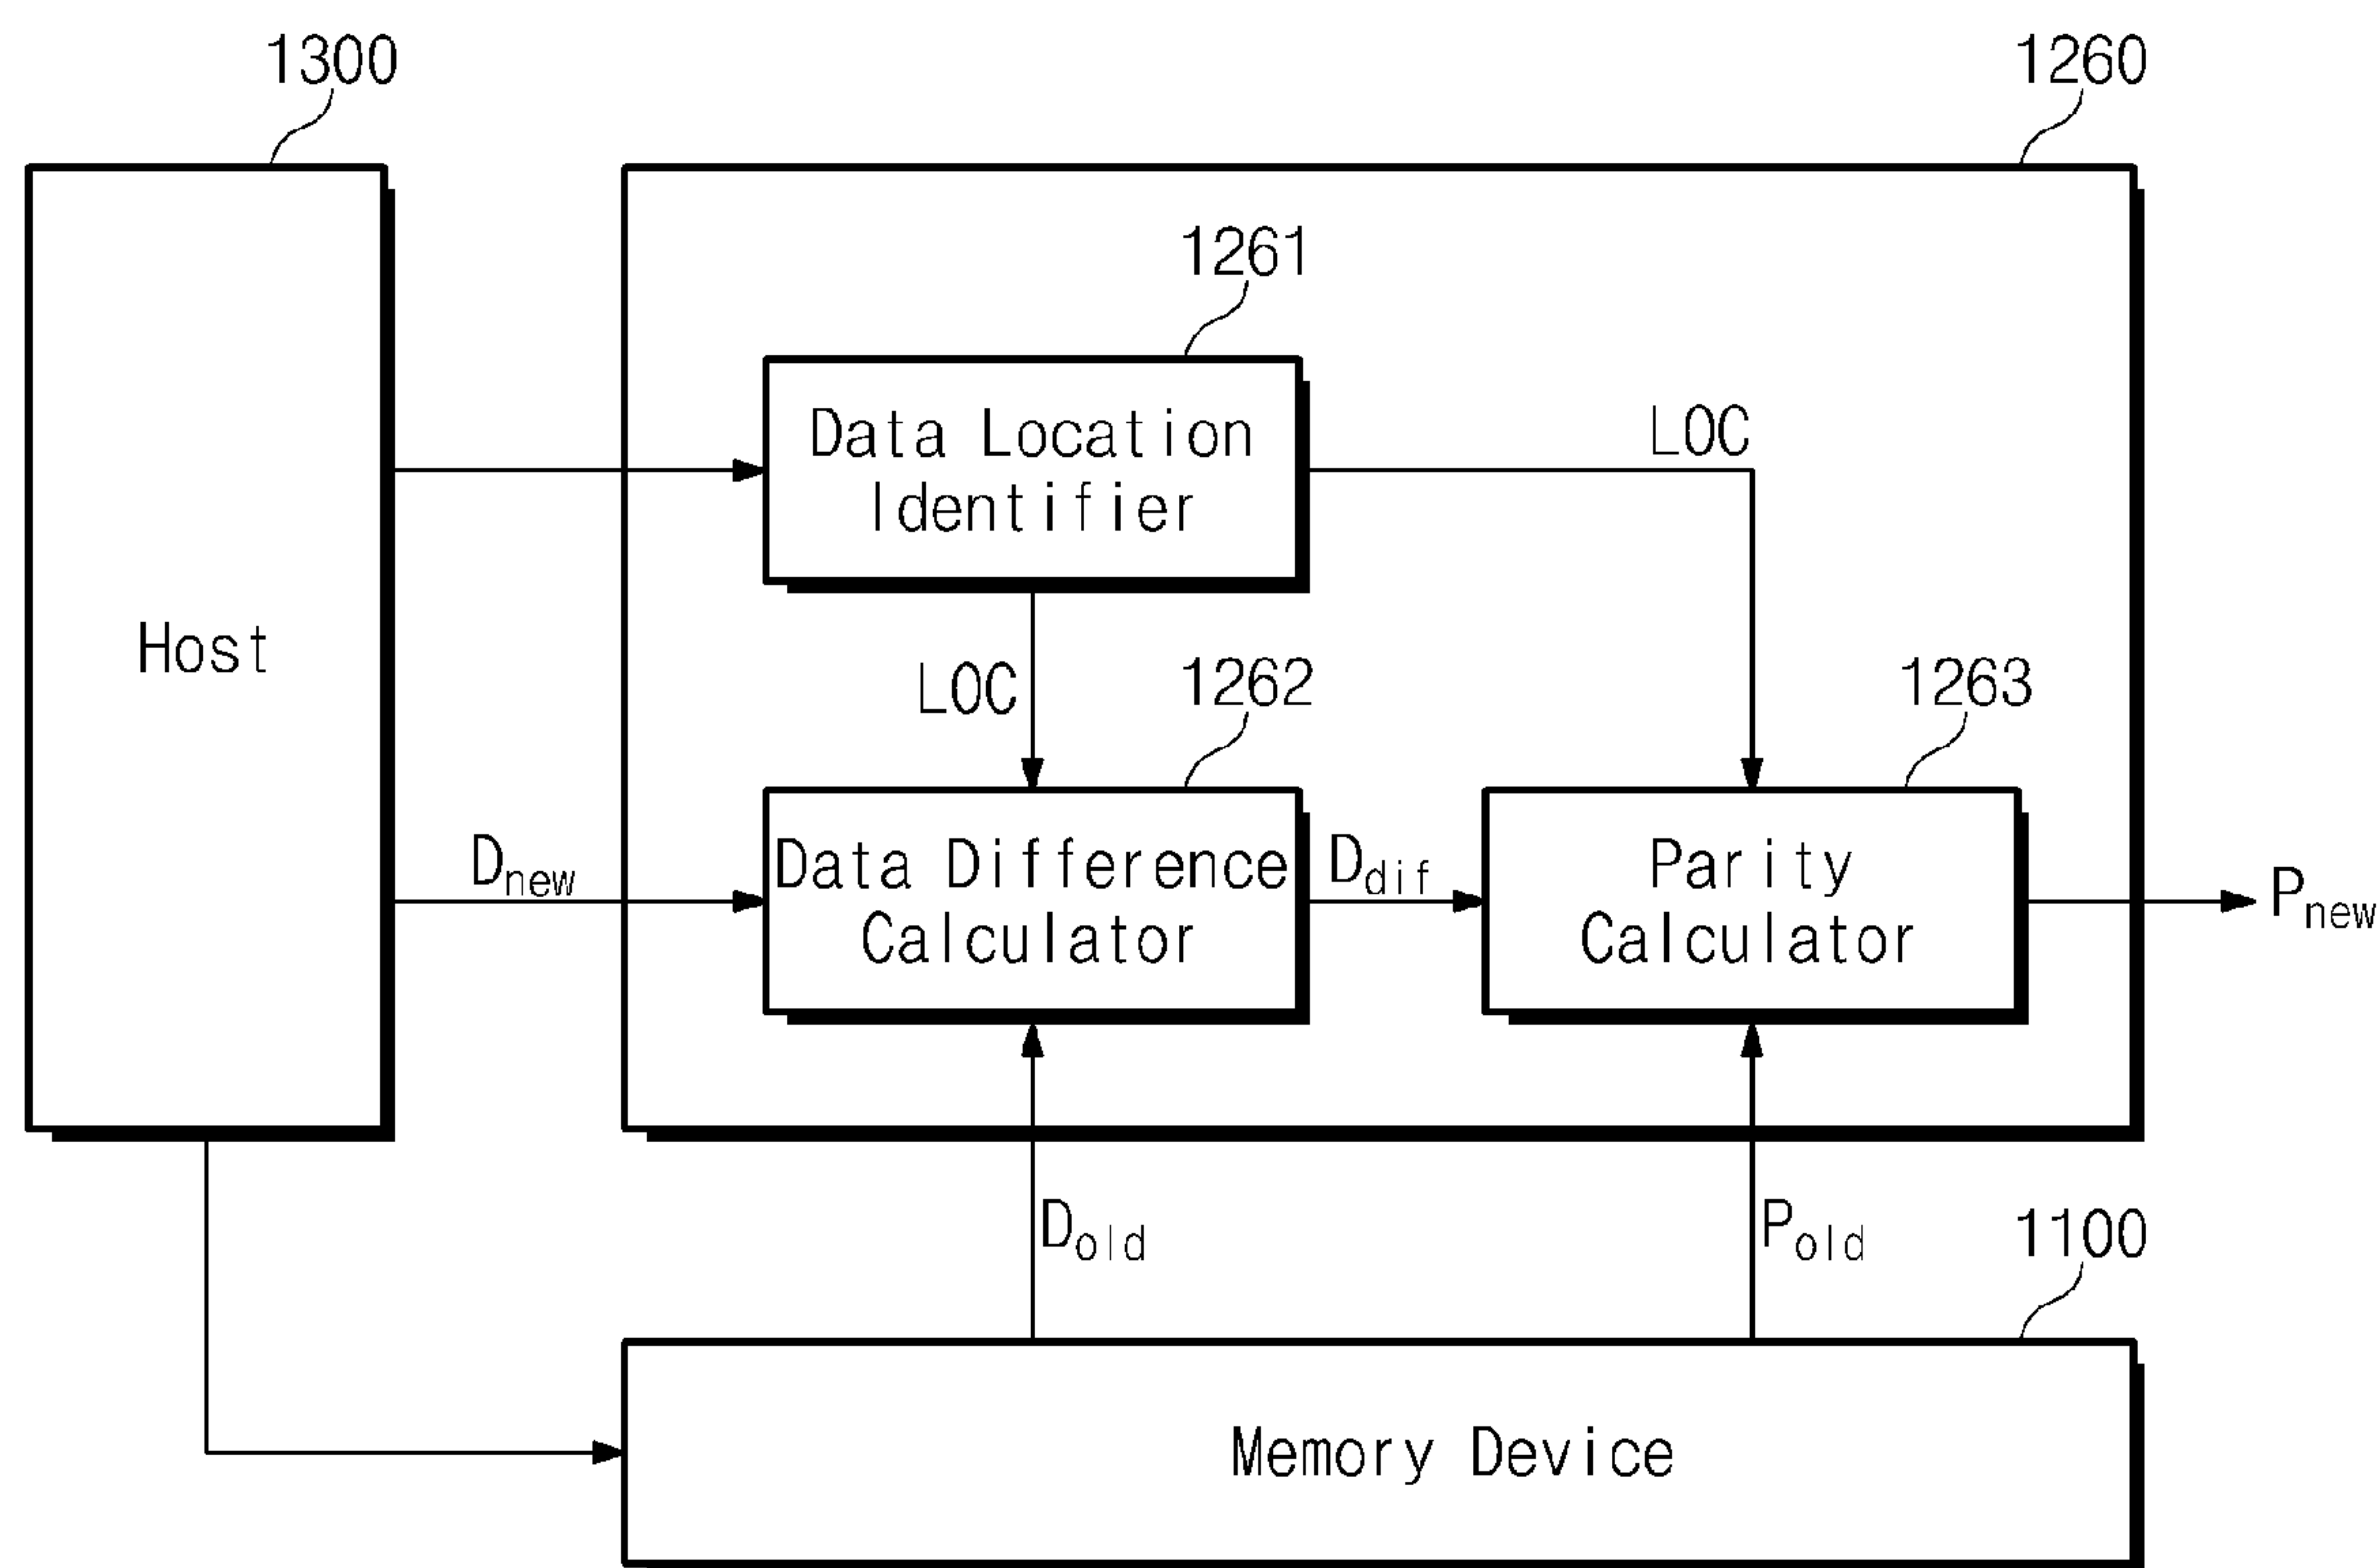 1300
1260
1261
Data Location
Identifier
LOC
Host
LOC
1262
1263
Dnew
Data Difference
Calculator
Ddif
Parity
Calculator
Pnew
Dold
Pold
1100
Memory Device